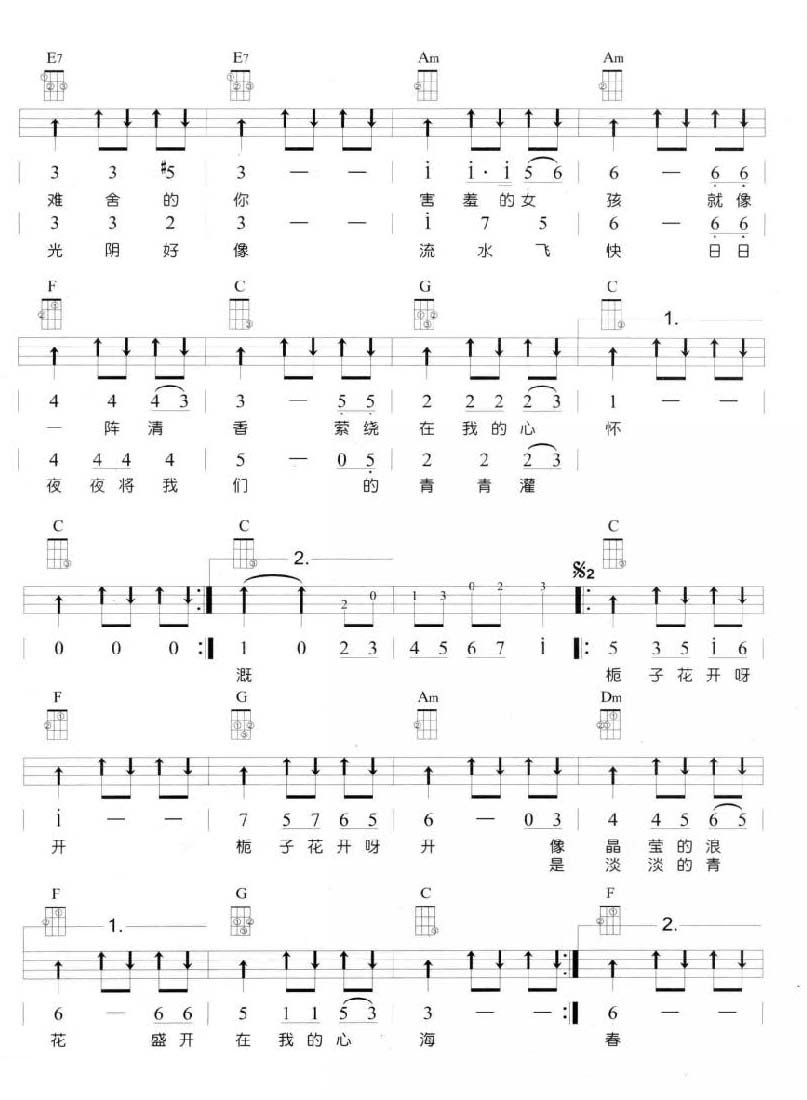 E7 E7 Am Am
3 3 #5 3 — — i i · i 5 6 6 — 6 6
难 舍 的 你 害 羞 的 女 孩 就 像
3 3 2 3 — — i 7 5 6 — 6 6
光 阴 好 像 流 水 飞 快 日 日
F C G C
1.
4 4 4 3 3 — 5 5 2 2 2 2 3 1 — —
一 阵 清 香 萦 绕 在 我 的 心 怀
4 4 4 4 5 — 0 5 2 2 2 3
夜 夜 将 我 们 的 青 青 灌
C C C
2.
2 0 1 3 0 2 3
𝄋2
0 0 0 1 0 2 3 4 5 6 7 i 5 3 5 i 6
溉 栀 子 花 开 呀
F G Am Dm
i — — 7 5 7 6 5 6 — 0 3 4 4 5 6 5
开 栀 子 花 开 呀 开 像 晶 莹 的 浪
是 淡 淡 的 青
F G C F
1. 2.
6 — 6 6 5 1 1 5 3 3 — — 6 — —
花 盛 开 在 我 的 心 海 春